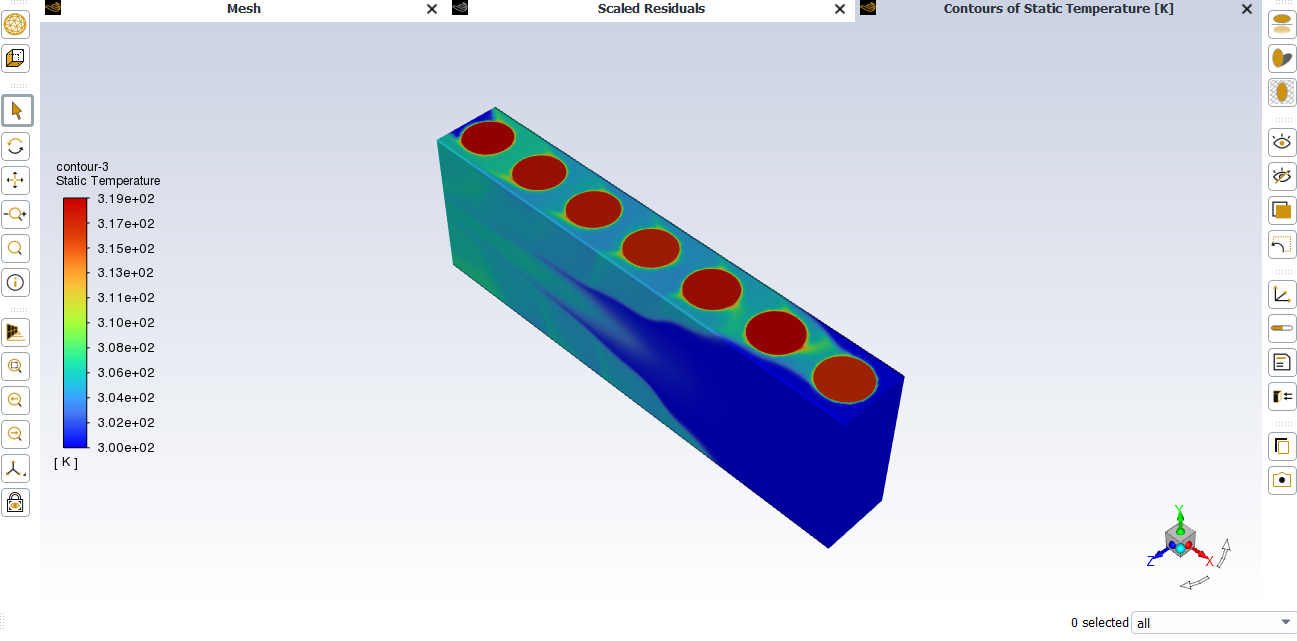 Mesh
Scaled Residuals
Contours of Static Temperature [K]
contour-3
Static Temperature
3.19e+02
3.17e+02
3.15e+02
3.13e+02
3.11e+02
3.10e+02
3.08e+02
3.06e+02
3.04e+02
3.02e+02
3.00e+02
[ K ]
Y
Z
X
0 selected
all